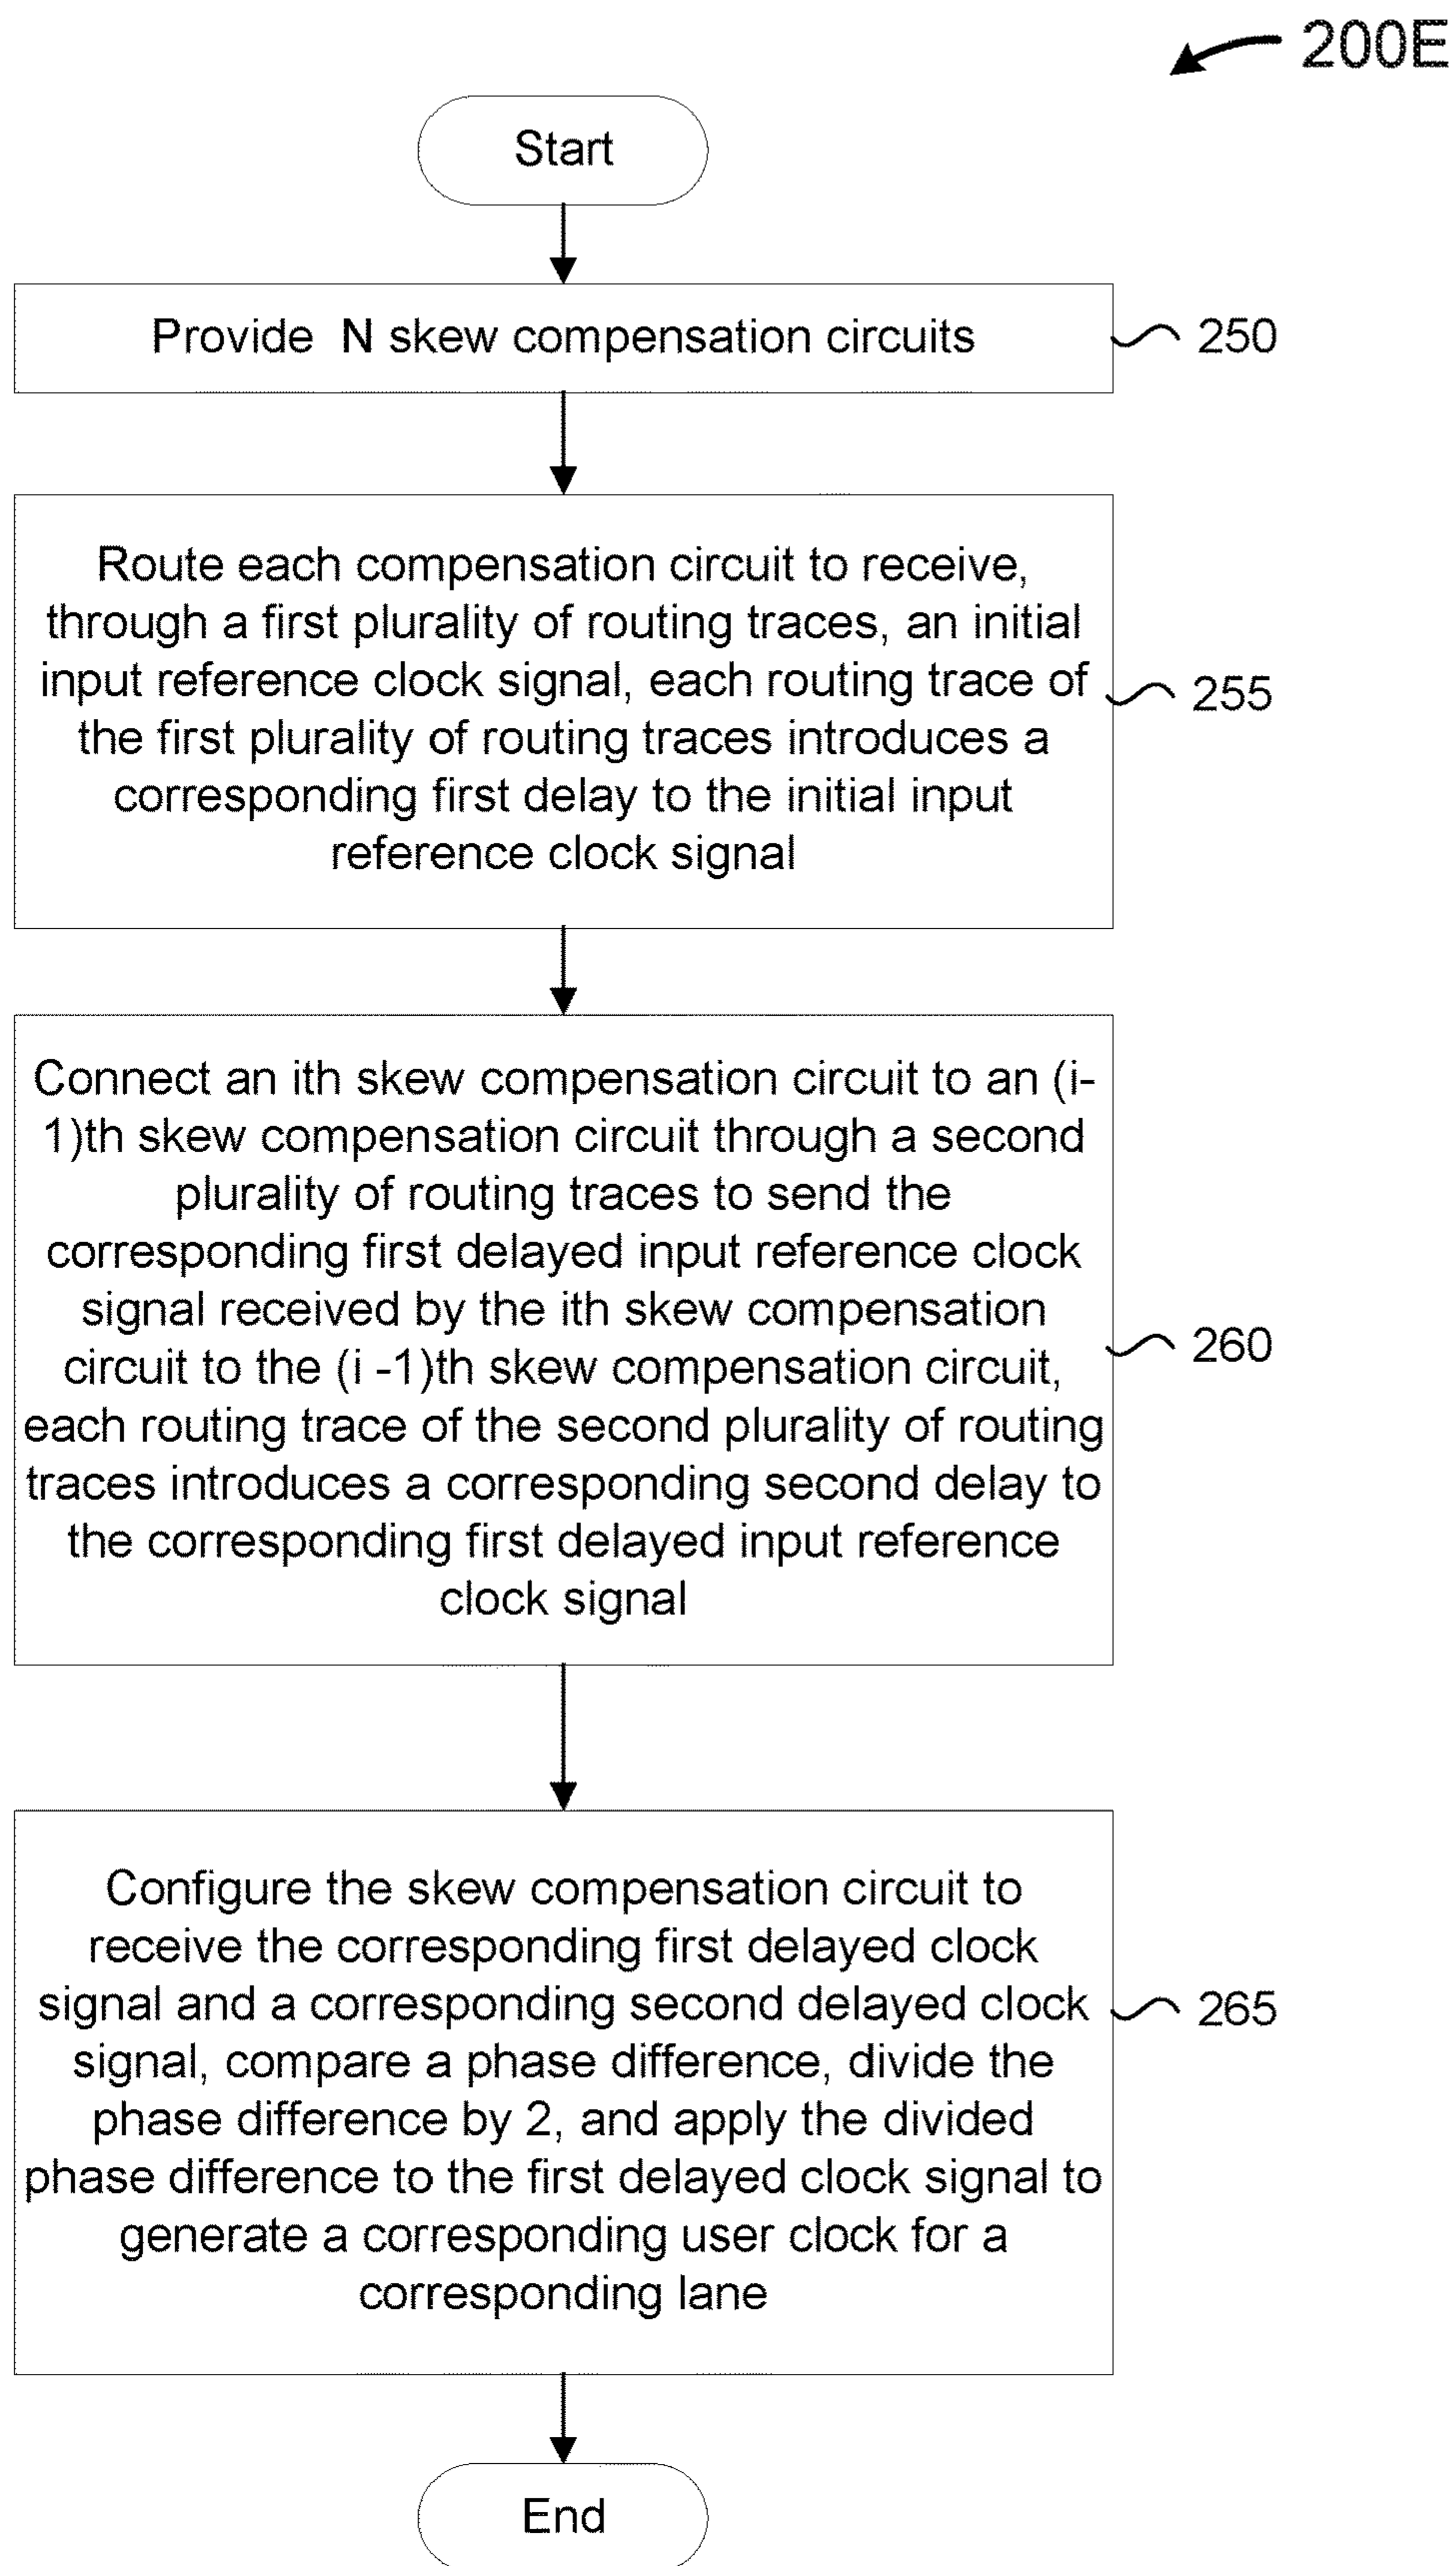 200E
Start
Provide N skew compensation circuits
250
Route each compensation circuit to receive,
through a first plurality of routing traces, an initial
input reference clock signal, each routing trace of
the first plurality of routing traces introduces a
corresponding first delay to the initial input
reference clock signal
255
Connect an ith skew compensation circuit to an (i-
1)th skew compensation circuit through a second
plurality of routing traces to send the
corresponding first delayed input reference clock
signal received by the ith skew compensation
circuit to the (i -1)th skew compensation circuit,
each routing trace of the second plurality of routing
traces introduces a corresponding second delay to
the corresponding first delayed input reference
clock signal
260
Configure the skew compensation circuit to
receive the corresponding first delayed clock
signal and a corresponding second delayed clock
signal, compare a phase difference, divide the
phase difference by 2, and apply the divided
phase difference to the first delayed clock signal to
generate a corresponding user clock for a
corresponding lane
265
End